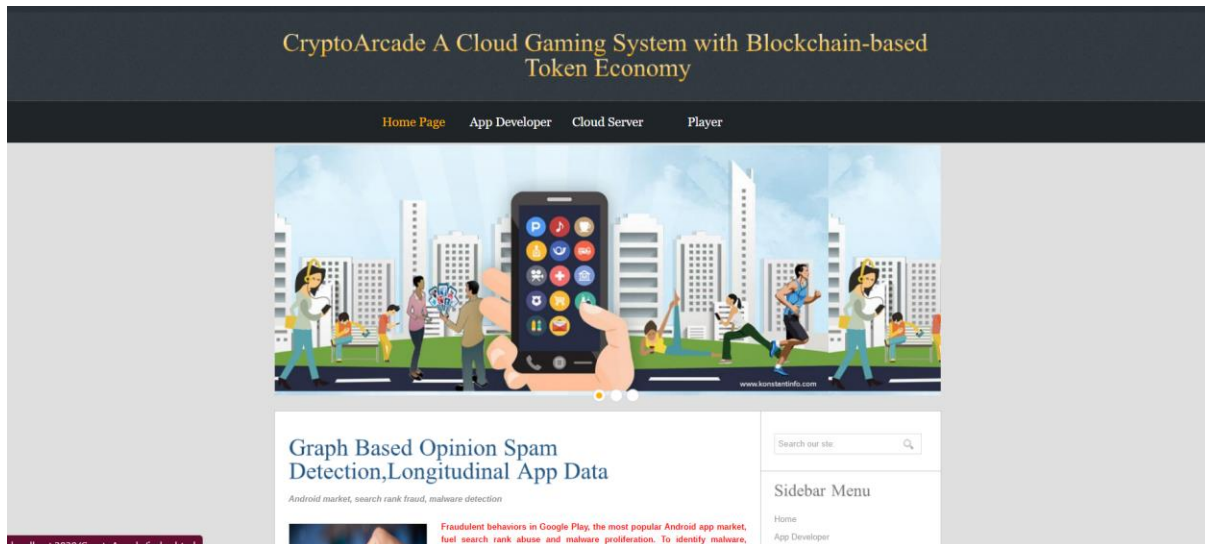 CryptoArcade A Cloud Gaming System with Blockchain-based
Token Economy
Home Page App Developer Cloud Server Player
P
www.konstantinfo.com
Graph Based Opinion Spam
Detection,Longitudinal App Data
Android market, search rank fraud, malware detection
Fraudulent behaviors in Google Play, the most popular Android app market,
fuel search rank abuse and malware proliferation. To identify malware,
Search our ste.
Sidebar Menu
Home
App Developer